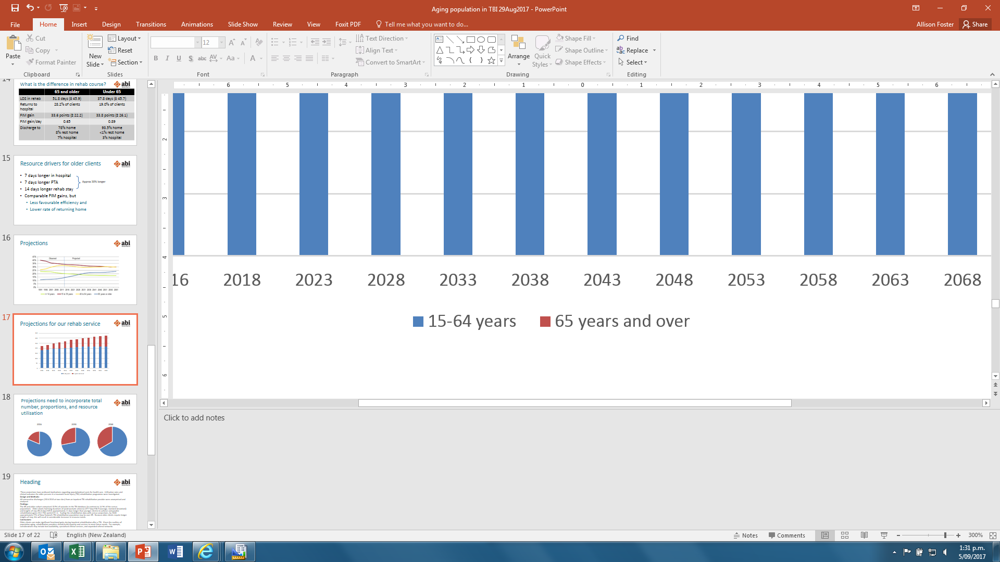 Aging population in TBI 29Aug2017 - PowerPoint
File Home Insert Design Transitions Animations Slide Show Review View Foxit PDF Tell me what you want to do... Allison Foster Share
Paste
Cut
Copy
Format Painter
Clipboard
New Slide
Layout
Reset
Section
Slides
12
B I U S abc AV Aa A
Font
Text Direction
Align Text
Convert to SmartArt
Paragraph
Arrange
Quick Styles
Shape Fill
Shape Outline
Shape Effects
Drawing
Find
Replace
Select
Editing
14
What is the difference in rehab course? abi
65 and older Under 65
LOS in rehab 51.8 days (± 45.9) 37.8 days (± 45.7)
Returns to hospital 28.2% of clients 19.0% of clients
FIM gain 33.6 points (± 22.2) 33.8 points (± 26.1)
FIM gain/day 0.65 0.89
Discharge to 78% home 93.5% home
8% rest home <1% rest home
7% hospital 3% hospital
15
Resource drivers for older clients abi
• 7 days longer in hospital
• 7 days longer PTA
Approx 30% longer
• 14 days longer rehab stay
• Comparable FIM gains, but
• Less favourable efficiency and
• Lower rate of returning home
16
Projections abi
Observed Projected
17
Projections for our rehab service abi
18
Projections need to incorporate total abi
number, proportions, and resource
utilisation
19
Heading abi
6 5 4 3 2 1 0 1 2 3 4 5 6
2
3
4
5
6
16 2018 2023 2028 2033 2038 2043 2048 2053 2058 2063 2068
15-64 years 65 years and over
Click to add notes
Slide 17 of 22 English (New Zealand) Notes Comments 300%
1:31 p.m.
5/09/2017